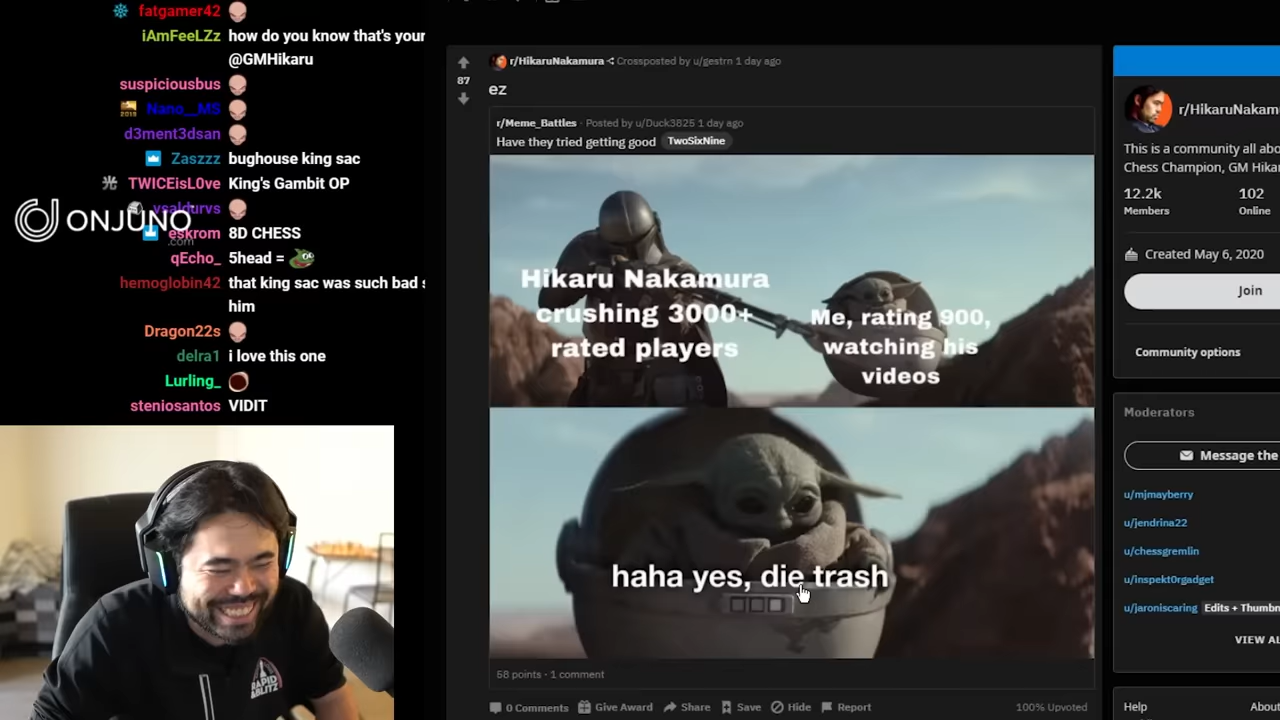 fatgamer42
iAmFeeLZz how do you know that's your
@GMHikaru
suspiciousbus
Nano__MS
d3ment3dsan
Zaszzz bughouse king sac
TWICEisL0ve King's Gambit OP
vsaldurvs
eskrom 8D CHESS
qEcho_ 5head =
hemoglobin42 that king sac was such bad
him
Dragon22s
delra1 i love this one
Lurling_
steniosantos VIDIT
ONJUNO
.com
87
r/HikaruNakamura Crossposted by u/gestrn 1 day ago
ez
r/Meme_Battles · Posted by u/Duck3825 1 day ago
Have they tried getting good TwoSixNine
Hikaru Nakamura
crushing 3000+
rated players
Me, rating 900,
watching his
videos
haha yes, die trash
58 points · 1 comment
0 Comments Give Award Share Save Hide Report 100% Upvoted
r/HikaruNakam
This is a community all abo
Chess Champion, GM Hika
12.2k 102
Members Online
Created May 6, 2020
Join
Community options
Moderators
Message the
u/mjmayberry
u/jendrina22
u/chessgremlin
u/inspekt0rgadget
u/jaroniscaring Edits + Thumbn
VIEW AL
Help About
RAPID
&BLITZ